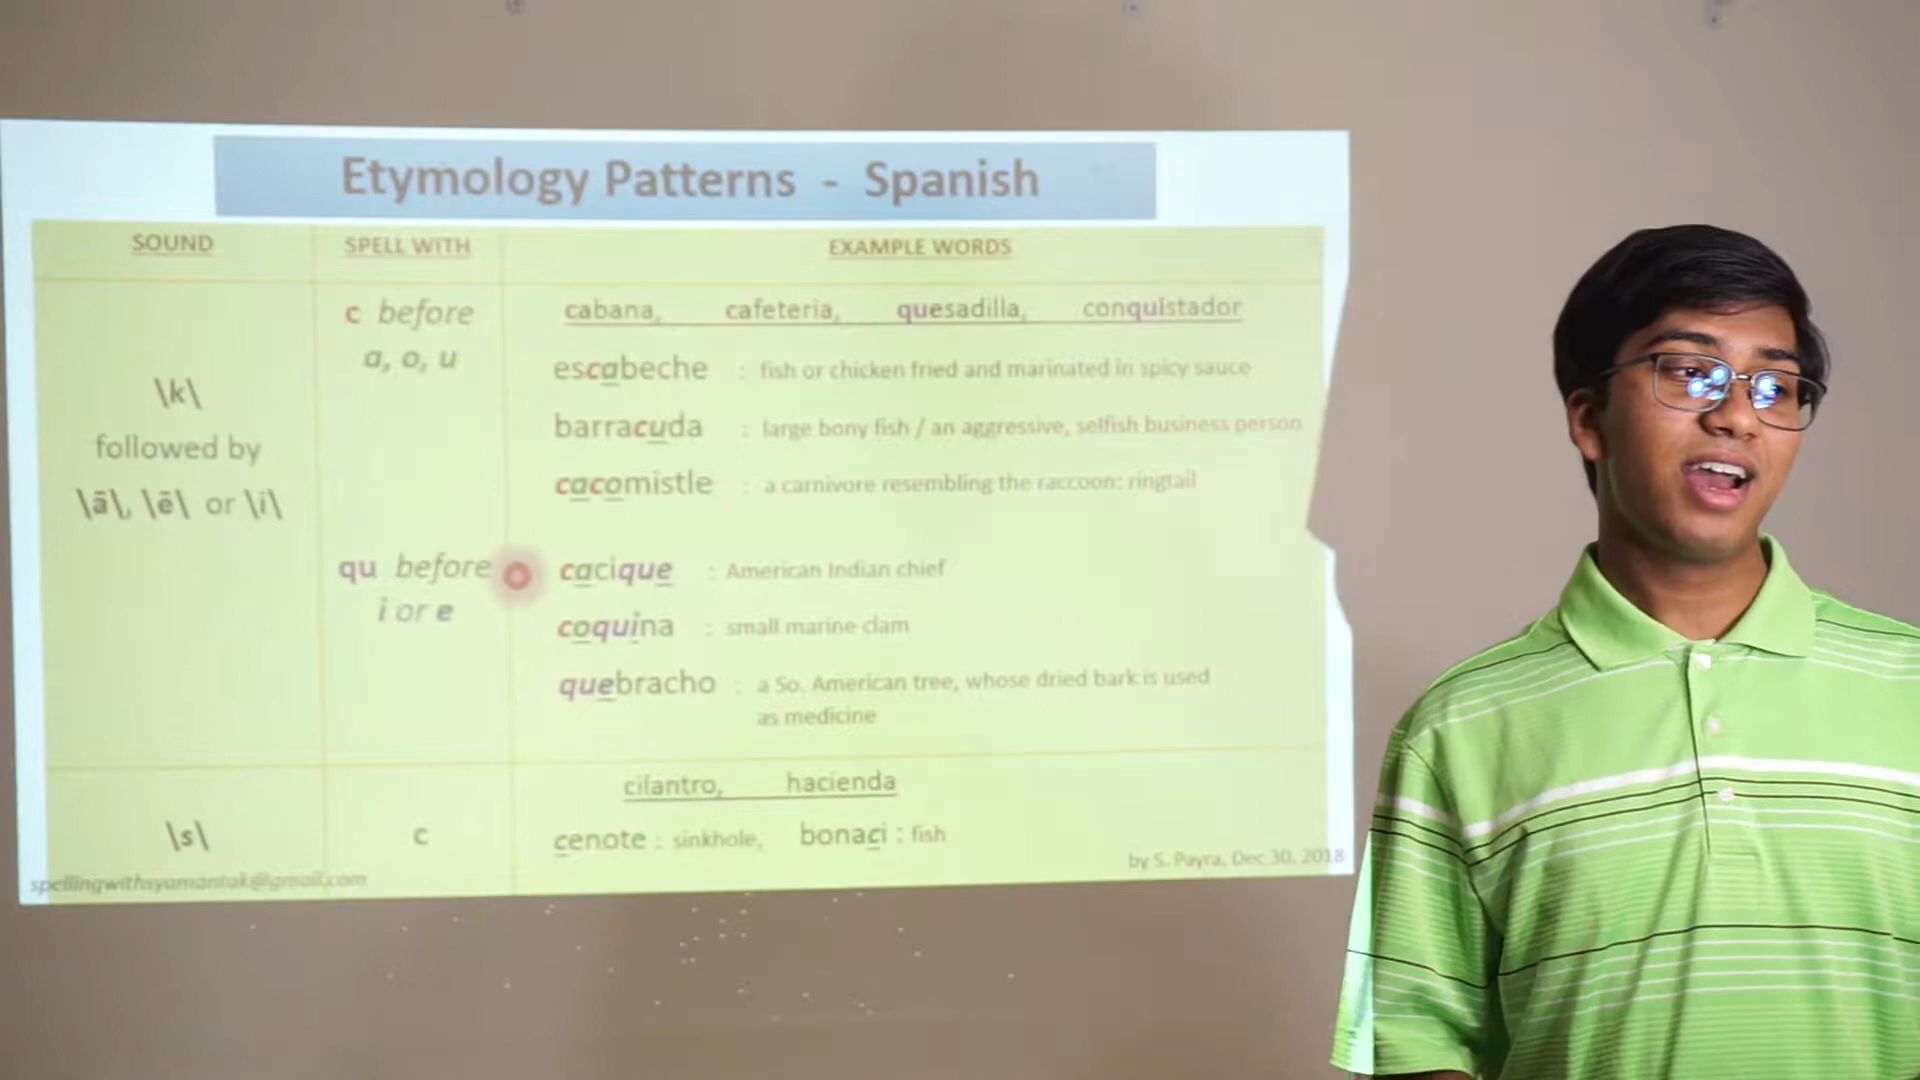 Etymology Patterns - Spanish
SOUND SPELL WITH EXAMPLE WORDS
\k\
followed by
\ā\, \ē\ or \i\
c before
a, o, u
cabana, cafeteria, quesadilla, conquistador
escabeche : fish or chicken fried and marinated in spicy sauce
barracuda : large bony fish / an aggressive, selfish business person
cacomistle : a carnivore resembling the raccoon: ringtail
qu before
i or e
cacique : American Indian chief
coquina : small marine clam
quebracho : a So. American tree, whose dried bark is used
as medicine
\s\
c
cilantro, hacienda
cenote : sinkhole, bonaci : fish
by S. Payra, Dec 30, 2018
spellingwithsyamantak@gmail.com